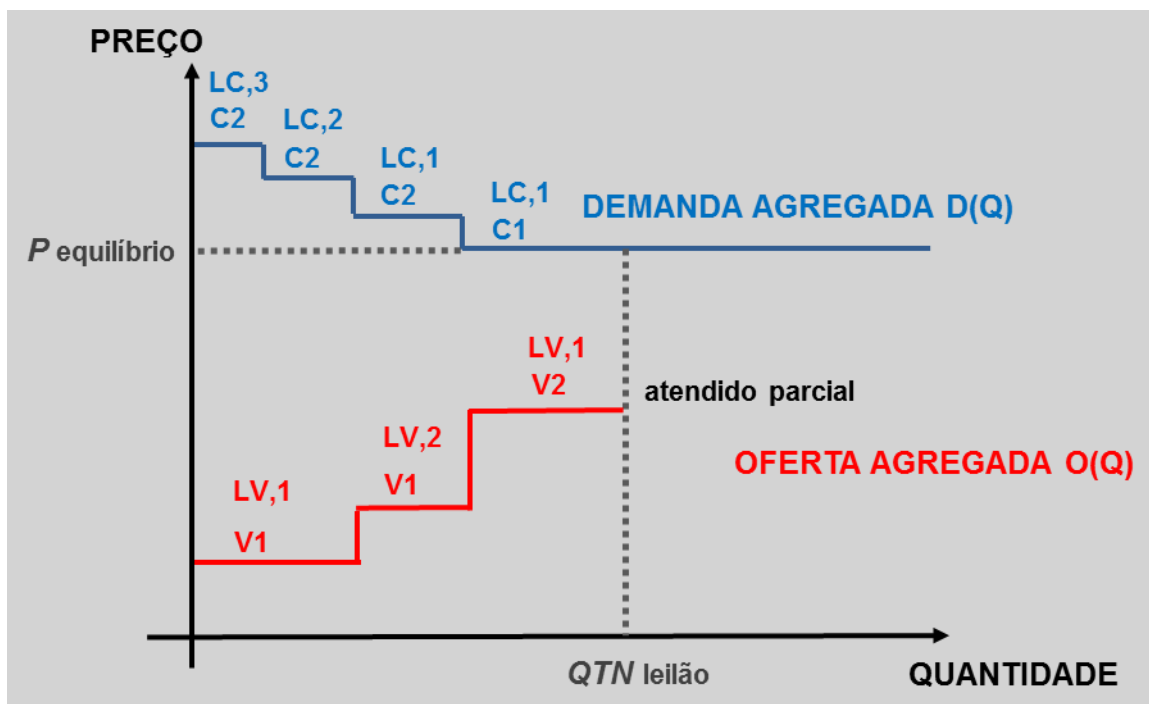 PREÇO
LC,3
C2
LC,2
C2
LC,1
C2
LC,1
C1
DEMANDA AGREGADA D(Q)
P equilíbrio
LV,1
V2
atendido parcial
LV,2
V1
OFERTA AGREGADA O(Q)
LV,1
V1
QTN leilão
QUANTIDADE